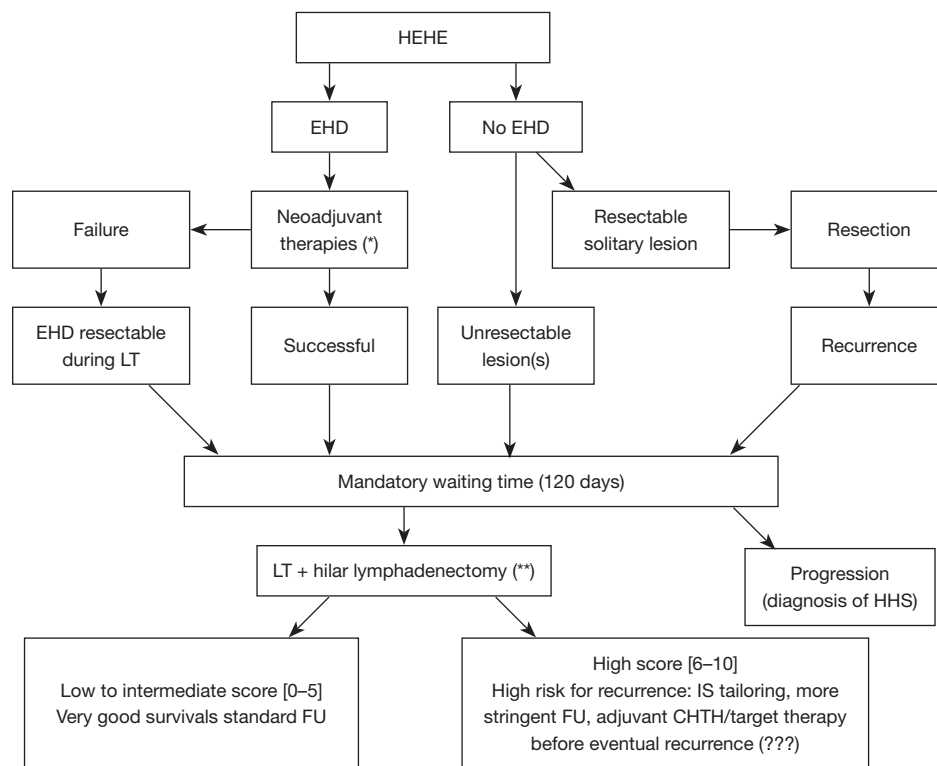 HEHE
EHD
No EHD
Failure
Neoadjuvant
therapies (*)
Resectable
solitary lesion
Resection
EHD resectable
during LT
Successful
Unresectable
lesion(s)
Recurrence
Mandatory waiting time (120 days)
LT + hilar lymphadenectomy (**)
Progression
(diagnosis of HHS)
Low to intermediate score [0–5]
Very good survivals standard FU
High score [6–10]
High risk for recurrence: IS tailoring, more
stringent FU, adjuvant CHTH/target therapy
before eventual recurrence (???)